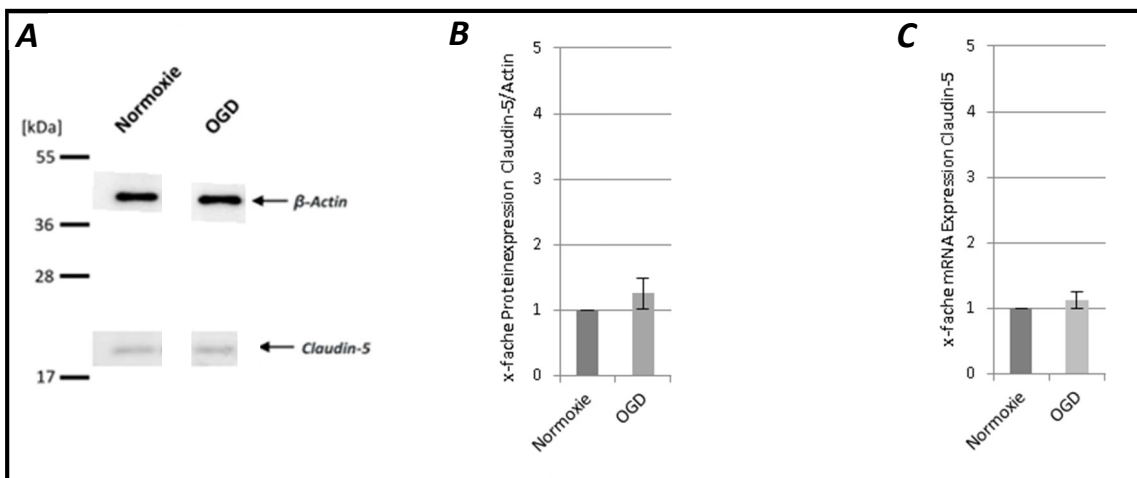 A
Normoxie
OGD
[kDa]
55
36
28
17
β-Actin
Claudin-5
B
x-fache Proteinexpression Claudin-5/Actin
5
4
3
2
1
0
Normoxie
OGD
C
x-fache mRNA Expression Claudin-5
5
4
3
2
1
0
Normoxie
OGD